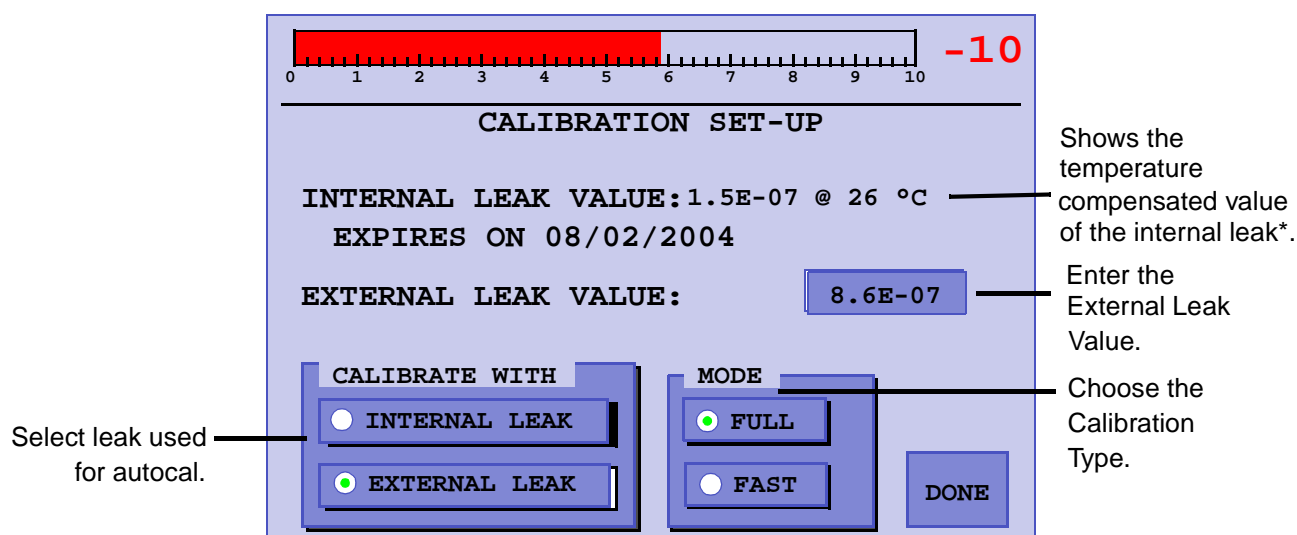 -10
0 1 2 3 4 5 6 7 8 9 10
CALIBRATION SET-UP
INTERNAL LEAK VALUE: 1.5E-07 @ 26 °C
EXPIRES ON 08/02/2004
EXTERNAL LEAK VALUE: 8.6E-07
CALIBRATE WITH
INTERNAL LEAK
EXTERNAL LEAK
MODE
FULL
FAST
DONE
Shows the
temperature
compensated value
of the internal leak*.
Enter the
External Leak
Value.
Choose the
Calibration
Type.
Select leak used
for autocal.